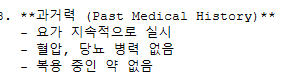 3. **과거력 (Past Medical History)**
- 요가 지속적으로 실시
- 혈압, 당뇨 병력 없음
- 복용 중인 약 없음